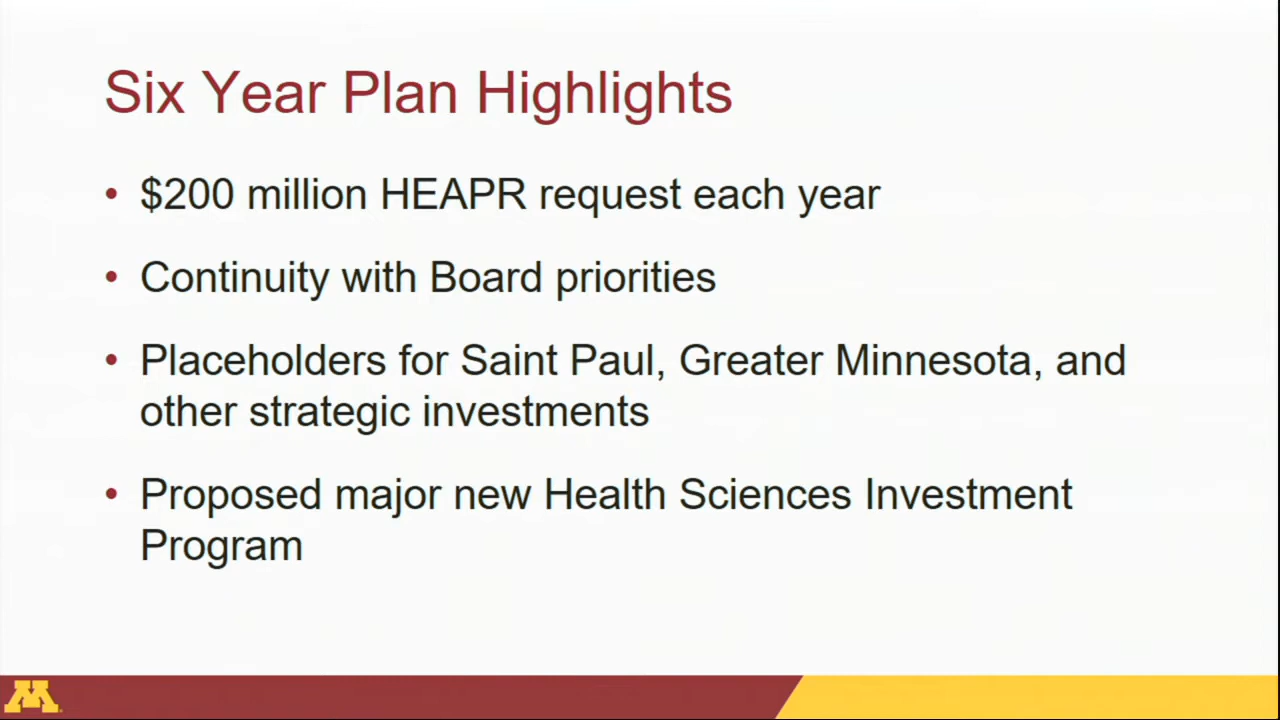 Six Year Plan Highlights
• $200 million HEAPR request each year
• Continuity with Board priorities
• Placeholders for Saint Paul, Greater Minnesota, and
other strategic investments
• Proposed major new Health Sciences Investment
Program
M